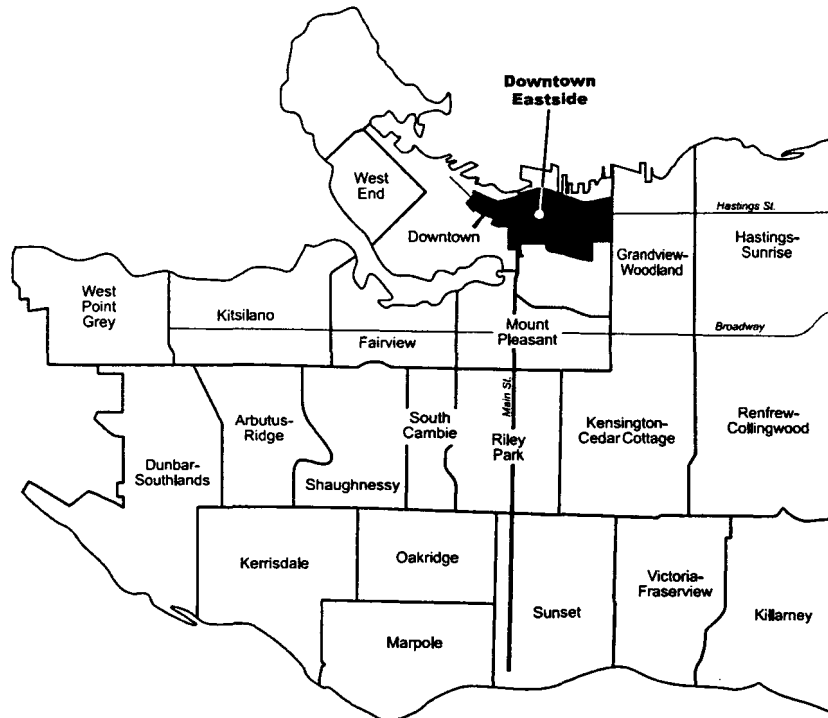 Downtown
Eastside
West
End
Hastings St.
Downtown
Hastings-
Sunrise
Grandview-
Woodland
West
Point
Grey
Kitsilano
Mount
Pleasant
Broadway
Fairview
Main St.
South
Cambie
Arbutus-
Ridge
Riley
Park
Kensington-
Cedar Cottage
Renfrew-
Collingwood
Dunbar-
Southlands
Shaughnessy
Kerrisdale
Oakridge
Victoria-
Fraserview
Sunset
Killarney
Marpole